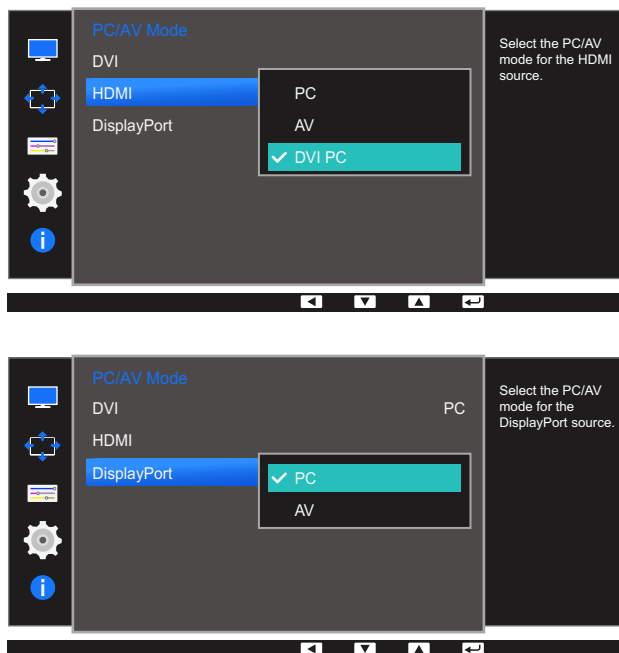 PC/AV Mode
DVI
HDMI
DisplayPort
PC
AV
DVI PC
Select the PC/AV
mode for the HDMI
source.
PC/AV Mode
DVI PC
HDMI
DisplayPort
PC
AV
Select the PC/AV
mode for the
DisplayPort source.